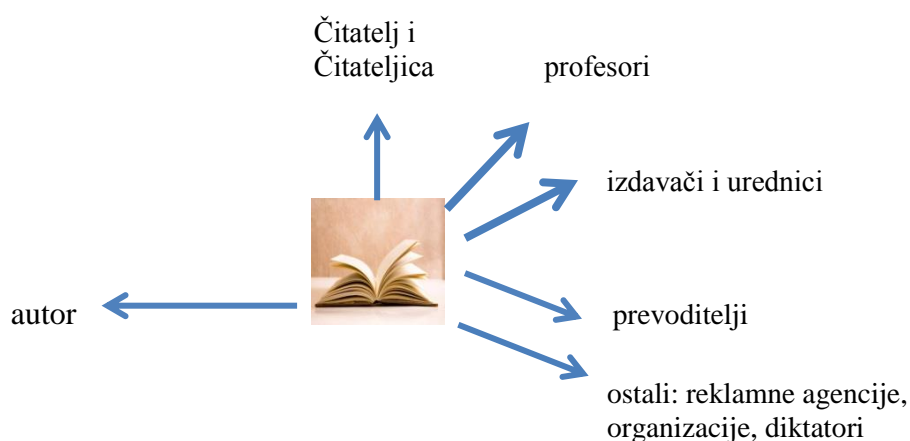 Čitatelj i
Čitateljica
profesori
izdavači i urednici
autor
prevoditelji
ostali: reklamne agencije,
organizacije, diktatori